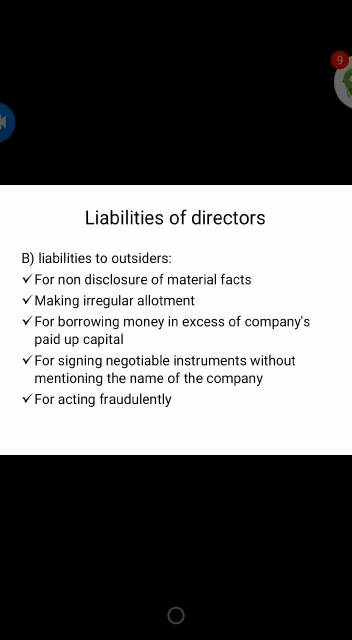 9
Liabilities of directors
B) liabilities to outsiders:
✓For non disclosure of material facts
✓Making irregular allotment
✓For borrowing money in excess of company's
paid up capital
✓For signing negotiable instruments without
mentioning the name of the company
✓For acting fraudulently